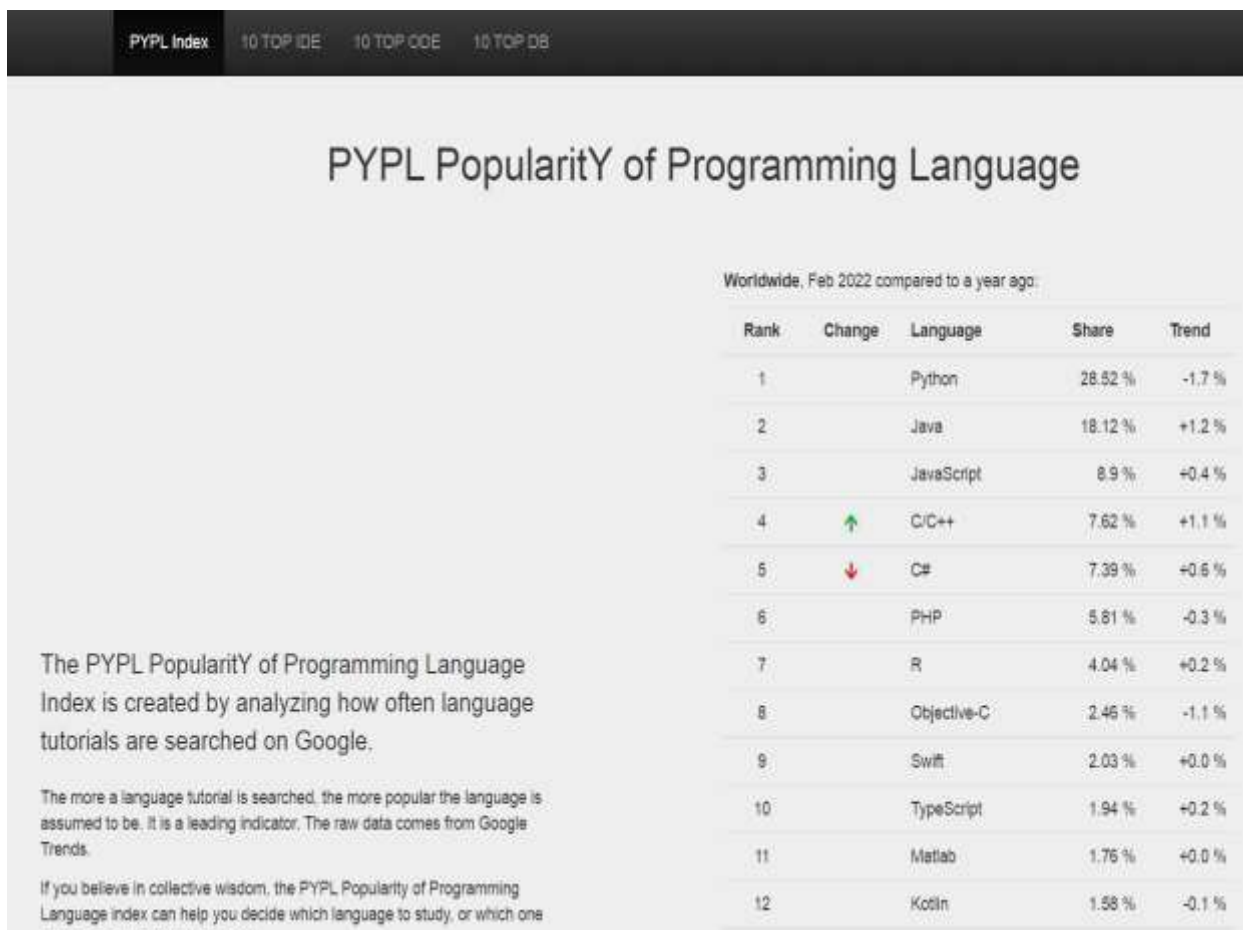 PYPL Index 10 TOP IDE 10 TOP ODE 10 TOP DB
PYPL PopularitY of Programming Language
Worldwide, Feb 2022 compared to a year ago:
Rank Change Language Share Trend
1 Python 28.52 % -1.7 %
2 Java 18.12 % +1.2 %
3 JavaScript 8.9 % +0.4 %
4 ↑ C/C++ 7.62 % +1.1 %
5 ↓ C# 7.39 % +0.6 %
6 PHP 5.81 % -0.3 %
7 R 4.04 % +0.2 %
8 Objective-C 2.46 % -1.1 %
9 Swift 2.03 % +0.0 %
10 TypeScript 1.94 % +0.2 %
11 Matlab 1.76 % +0.0 %
12 Kotlin 1.58 % -0.1 %
The PYPL PopularitY of Programming Language
Index is created by analyzing how often language
tutorials are searched on Google.
The more a language tutorial is searched, the more popular the language is
assumed to be. It is a leading indicator. The raw data comes from Google
Trends.
If you believe in collective wisdom, the PYPL Popularity of Programming
Language index can help you decide which language to study, or which one